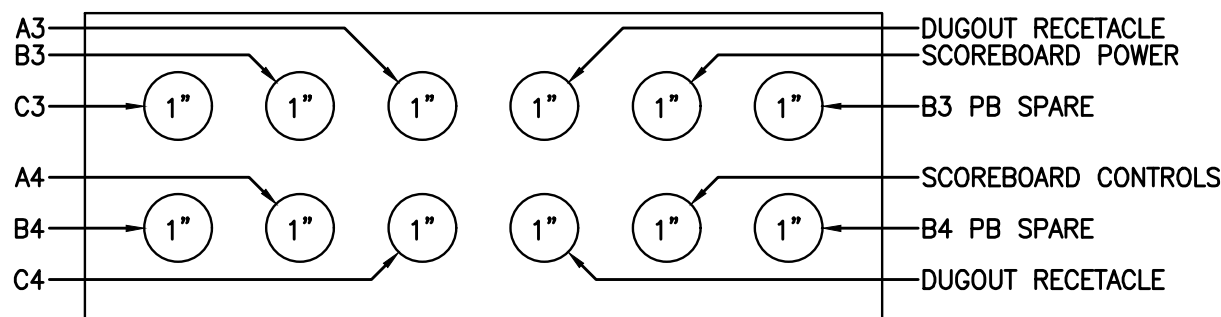 A3
DUGOUT RECETACLE
B3
SCOREBOARD POWER
C3
1" 1" 1" 1" 1" 1"
B3 PB SPARE
A4
SCOREBOARD CONTROLS
B4
1" 1" 1" 1" 1" 1"
B4 PB SPARE
C4
DUGOUT RECETACLE